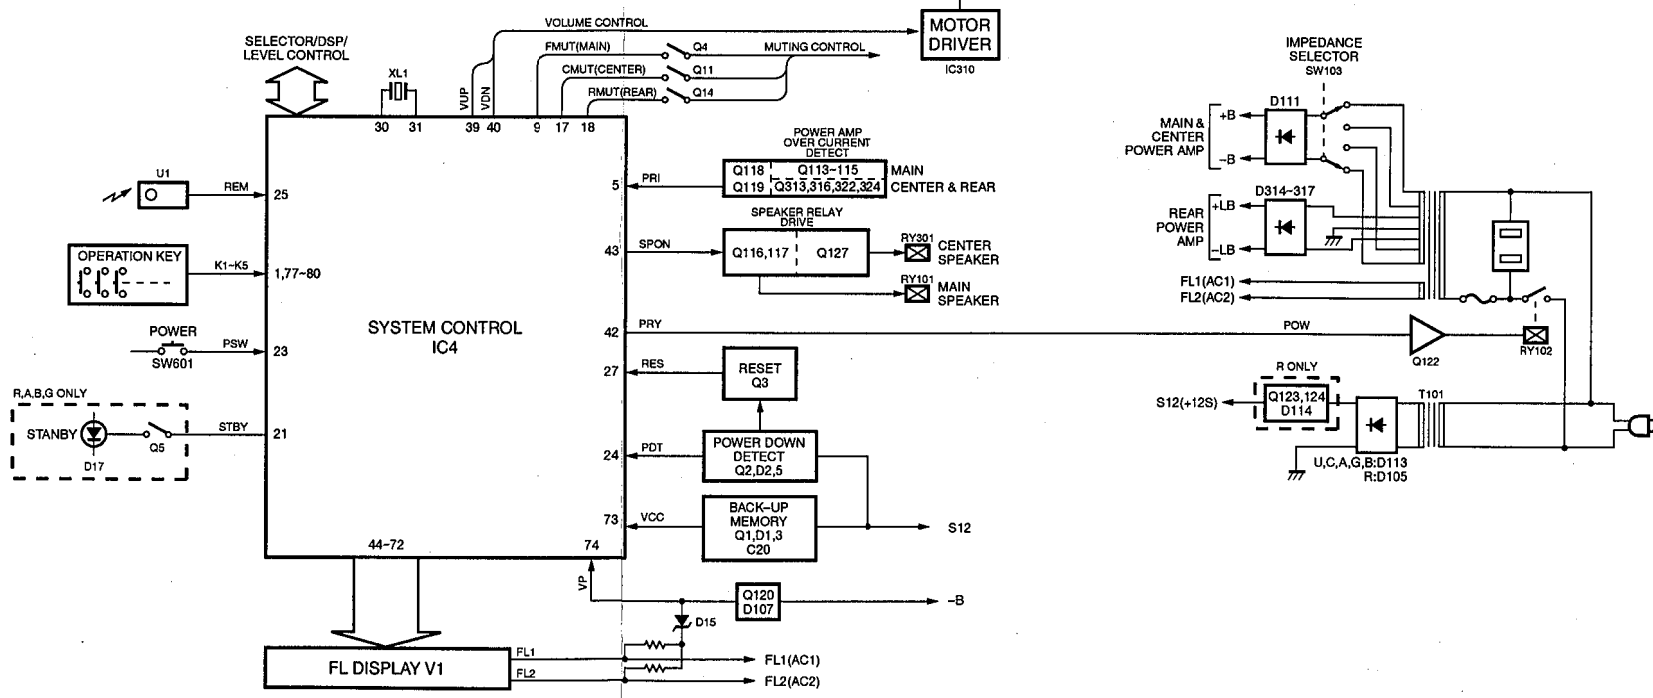 VOLUME CONTROL
MOTOR
DRIVER
IC310
SELECTOR/DSP/
LEVEL CONTROL
XL1
VUP
VDN
FMUT(MAIN)
Q4
MUTING CONTROL
CMUT(CENTER)
Q11
RMUT(REAR)
Q14
30
31
39
40
9
17
18
IMPEDANCE
SELECTOR
SW103
D111
+B
MAIN &
CENTER
POWER AMP
−B
D314~317
+LB
REAR
POWER
AMP
−LB
FL1(AC1)
FL2(AC2)
POWER AMP
OVER CURRENT
DETECT
Q118
Q113~115
MAIN
Q119
Q313,316,322,324
CENTER & REAR
5
PRI
U1
REM
25
SPEAKER RELAY
DRIVE
43
SPON
Q116,117
Q127
RY301
CENTER
SPEAKER
RY101
MAIN
SPEAKER
OPERATION KEY
K1~K5
1,77~80
SYSTEM CONTROL
IC4
42
PRY
POW
Q122
RY102
POWER
SW601
PSW
23
27
RES
RESET
Q3
R,A,B,G ONLY
STANBY
D17
Q5
STBY
21
24
PDT
POWER DOWN
DETECT
Q2,D2,5
R ONLY
S12(+12S)
Q123,124
D114
T101
U,C,A,G,B:D113
R:D105
73
VCC
BACK−UP
MEMORY
Q1,D1,3
C20
S12
44~72
74
VP
Q120
D107
−B
D15
FL DISPLAY V1
FL1
FL2
FL1(AC1)
FL2(AC2)